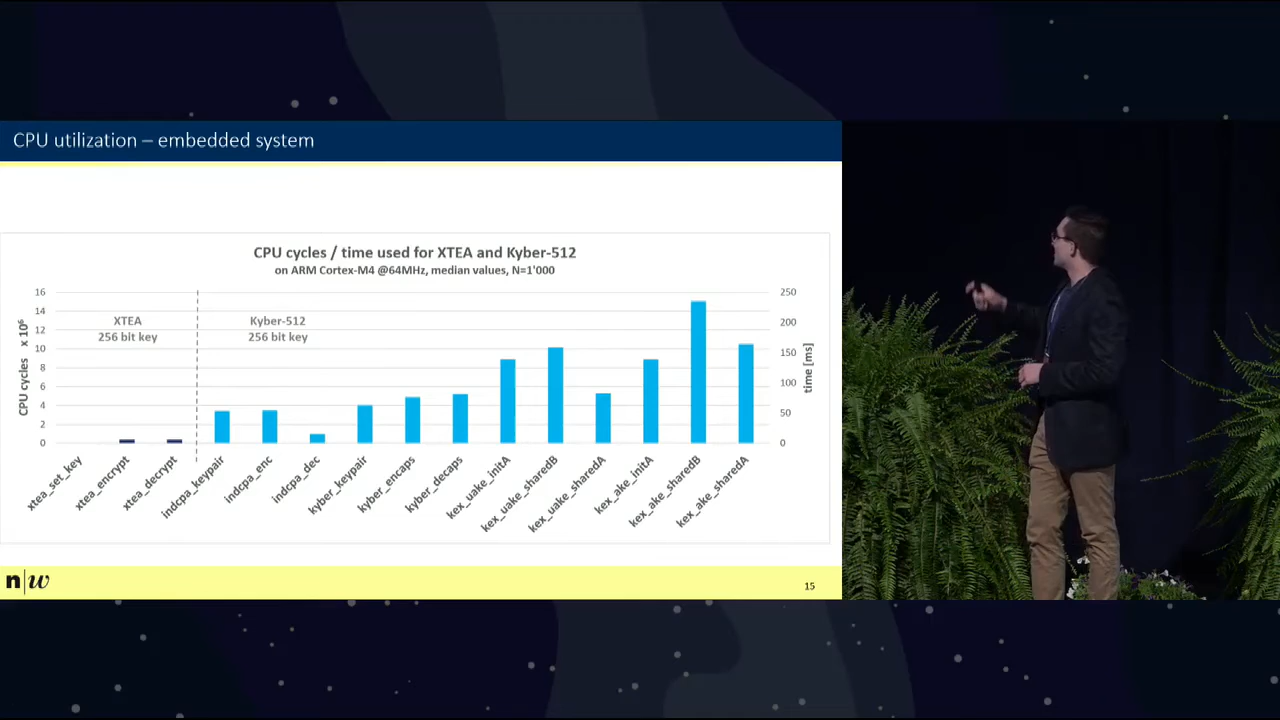 CPU utilization – embedded system
CPU cycles / time used for XTEA and Kyber-512
on ARM Cortex-M4 @64MHz, median values, N=1'000
16
14
12
10
8
6
4
2
0
CPU cycles x 10⁶
XTEA
256 bit key
Kyber-512
256 bit key
250
200
150
100
50
0
time [ms]
xtea_set_key
xtea_encrypt
xtea_decrypt
indcpa_keypair
indcpa_enc
indcpa_dec
kyber_keypair
kyber_encaps
kyber_decaps
kex_uake_initA
kex_uake_sharedB
kex_uake_sharedA
kex_ake_initA
kex_ake_sharedB
kex_ake_sharedA
n|w
15